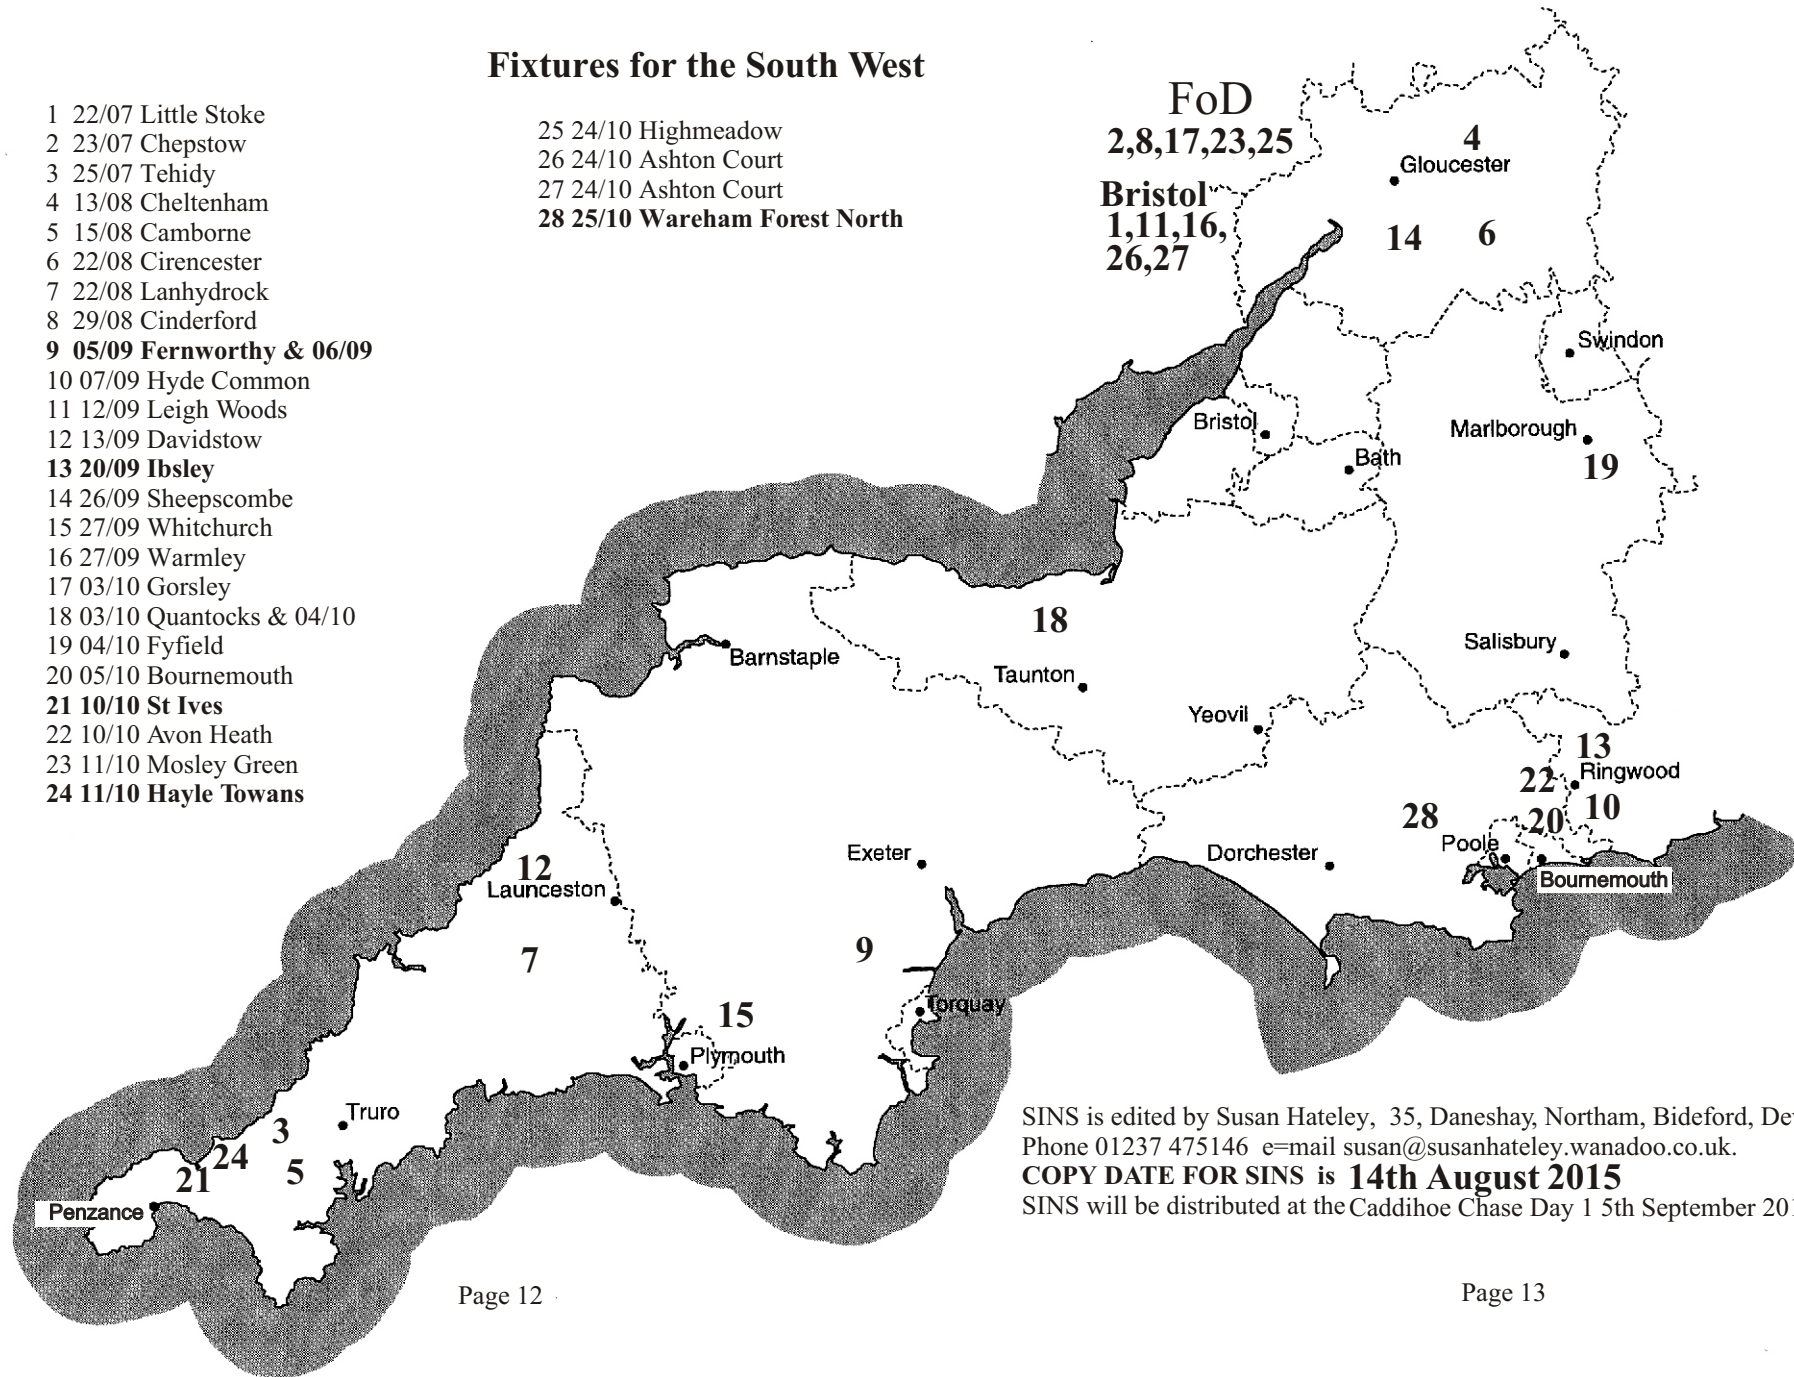 Fixtures for the South West
1 22/07 Little Stoke
2 23/07 Chepstow
3 25/07 Tehidy
4 13/08 Cheltenham
5 15/08 Camborne
6 22/08 Cirencester
7 22/08 Lanhydrock
8 29/08 Cinderford
9 05/09 Fernworthy & 06/09
10 07/09 Hyde Common
11 12/09 Leigh Woods
12 13/09 Davidstow
13 20/09 Ibsley
14 26/09 Sheepscombe
15 27/09 Whitchurch
16 27/09 Warmley
17 03/10 Gorsley
18 03/10 Quantocks & 04/10
19 04/10 Fyfield
20 05/10 Bournemouth
21 10/10 St Ives
22 10/10 Avon Heath
23 11/10 Mosley Green
24 11/10 Hayle Towans
25 24/10 Highmeadow
26 24/10 Ashton Court
27 24/10 Ashton Court
28 25/10 Wareham Forest North
FoD
2,8,17,23,25
Bristol
1,11,16,
26,27
4
Gloucester
14
6
Swindon
Bristol
Marlborough
Bath
19
18
Barnstaple
Taunton
Salisbury
Yeovil
13
Ringwood
22
10
28
20
Poole
Exeter
Dorchester
Bournemouth
12
Launceston
9
7
Torquay
15
Plymouth
Truro
3
24
5
21
Penzance
SINS is edited by Susan Hateley, 35, Daneshay, Northam, Bideford,
Phone 01237 475146 e=mail susan@susanhateley.wanadoo.co.uk.
COPY DATE FOR SINS is 14th August 2015
SINS will be distributed at the Caddihoe Chase Day 1 5th September
Page 12
Page 13